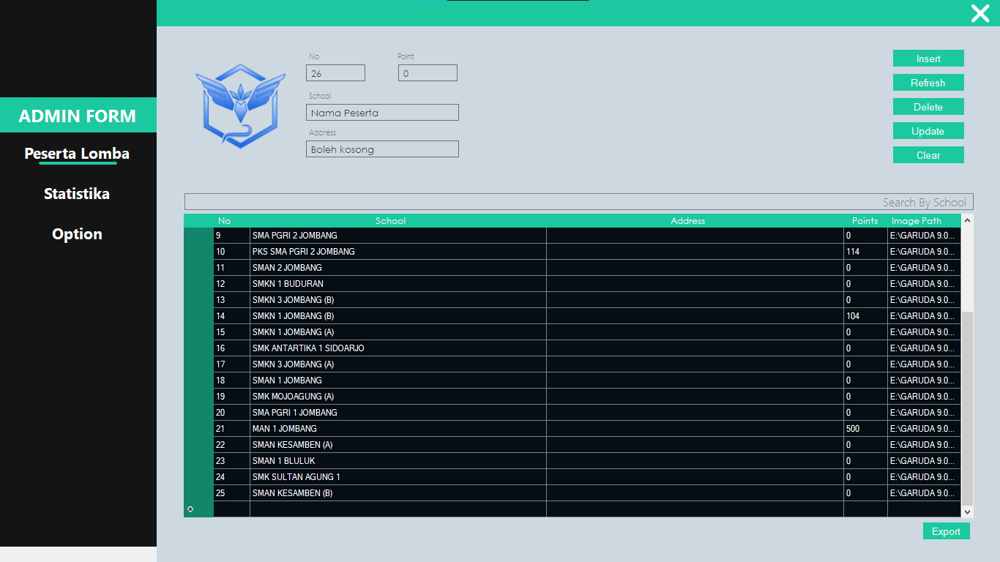 ADMIN FORM
Peserta Lomba
Statistika
Option
No
Point
26
0
School
Nama Peserta
Address
Boleh kosong
Insert
Refresh
Delete
Update
Clear
Search By School
No School Address Points Image Path
9 SMA PGRI 2 JOMBANG 0 E:\GARUDA 9.0...
10 PKS SMA PGRI 2 JOMBANG 114 E:\GARUDA 9.0...
11 SMAN 2 JOMBANG 0 E:\GARUDA 9.0...
12 SMKN 1 BUDURAN 0 E:\GARUDA 9.0...
13 SMKN 3 JOMBANG (B) 0 E:\GARUDA 9.0...
14 SMKN 1 JOMBANG (B) 104 E:\GARUDA 9.0...
15 SMKN 1 JOMBANG (A) 0 E:\GARUDA 9.0...
16 SMK ANTARTIKA 1 SIDOARJO 0 E:\GARUDA 9.0...
17 SMKN 3 JOMBANG (A) 0 E:\GARUDA 9.0...
18 SMAN 1 JOMBANG 0 E:\GARUDA 9.0...
19 SMK MOJOAGUNG (A) 0 E:\GARUDA 9.0...
20 SMA PGRI 1 JOMBANG 0 E:\GARUDA 9.0...
21 MAN 1 JOMBANG 500 E:\GARUDA 9.0...
22 SMAN KESAMBEN (A) 0 E:\GARUDA 9.0...
23 SMAN 1 BLULUK 0 E:\GARUDA 9.0...
24 SMK SULTAN AGUNG 1 0 E:\GARUDA 9.0...
25 SMAN KESAMBEN (B) 0 E:\GARUDA 9.0...
Export